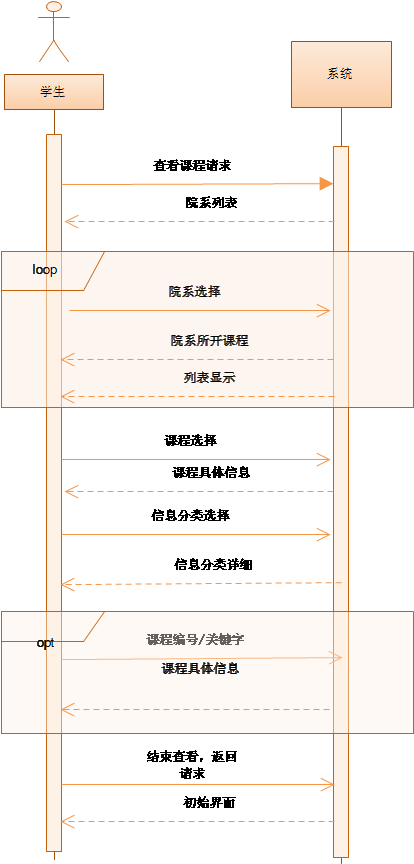 学生
系统
查看课程请求
院系列表
loop
院系选择
院系所开课程
列表显示
课程选择
课程具体信息
信息分类选择
信息分类详细
opt
课程编号/关键字
课程具体信息
结束查看，返回
请求
初始界面